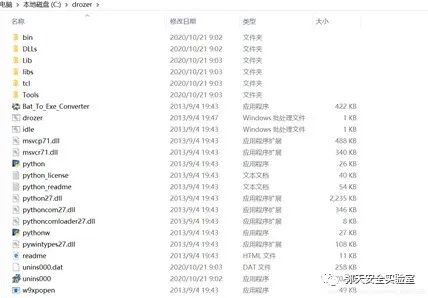 电脑 › 本地磁盘 (C:) › drozer ›
名称 修改日期 类型 大小
bin 2020/10/21 9:02 文件夹
DLLs 2020/10/21 9:02 文件夹
Lib 2020/10/21 9:03 文件夹
libs 2020/10/21 9:03 文件夹
tcl 2020/10/21 9:03 文件夹
Tools 2020/10/21 9:03 文件夹
Bat_To_Exe_Converter 2013/9/4 19:43 应用程序 422 KB
drozer 2013/9/4 19:47 Windows 批处理文件 1 KB
idle 2013/9/4 19:43 Windows 批处理文件 1 KB
msvcp71.dll 2013/9/4 19:43 应用程序扩展 488 KB
msvcr71.dll 2013/9/4 19:43 应用程序扩展 340 KB
python 2013/9/4 19:43 应用程序 26 KB
python_license 2013/9/4 19:43 文本文档 40 KB
python_readme 2013/9/4 19:43 文本文档 54 KB
python27.dll 2013/9/4 19:43 应用程序扩展 2,235 KB
pythoncom27.dll 2013/9/4 19:43 应用程序扩展 346 KB
pythoncomloader27.dll 2013/9/4 19:43 应用程序扩展 8 KB
pythonw 2013/9/4 19:43 应用程序 27 KB
pywintypes27.dll 2013/9/4 19:43 应用程序扩展 108 KB
readme 2013/9/4 19:43 HTML 文件 11 KB
unins000.dat 2020/10/21 9:03 DAT 文件 258 KB
unins000 2020/10/21 9:02 应用程序
w9xpopen 2013/9/4 19:43 应用程序 49 KB
天安全实验室